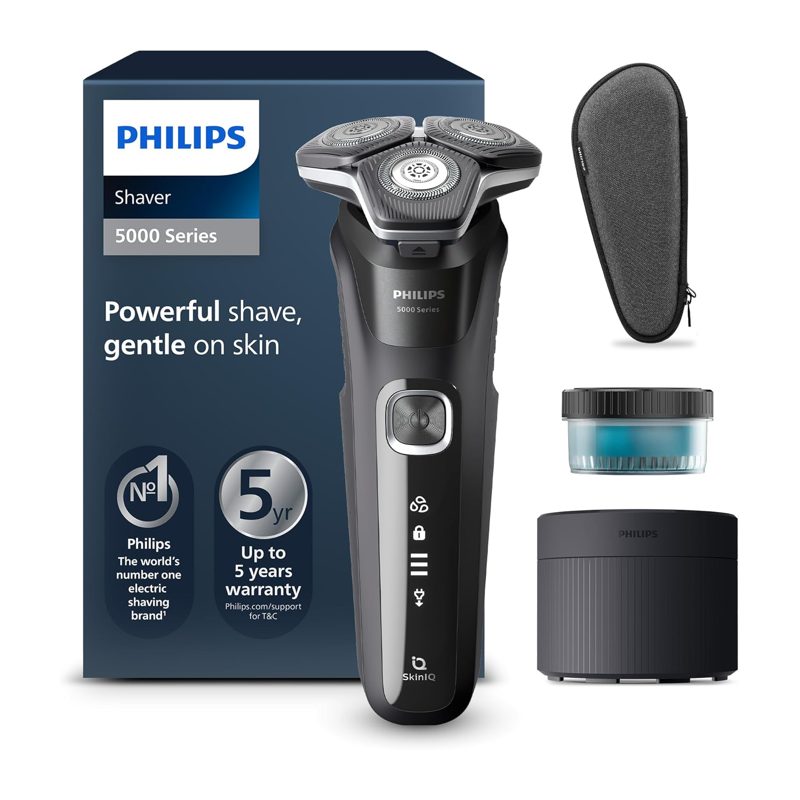 PHILIPS
Shaver
5000 Series
Powerful shave,
gentle on skin
Nº1
Philips
The world's
number one
electric
shaving
brand¹
5yr
Up to
5 years
warranty
Philips.com/support
for T&C
PHILIPS
5000 Series
iQ
SkinIQ
PHILIPS
PHILIPS